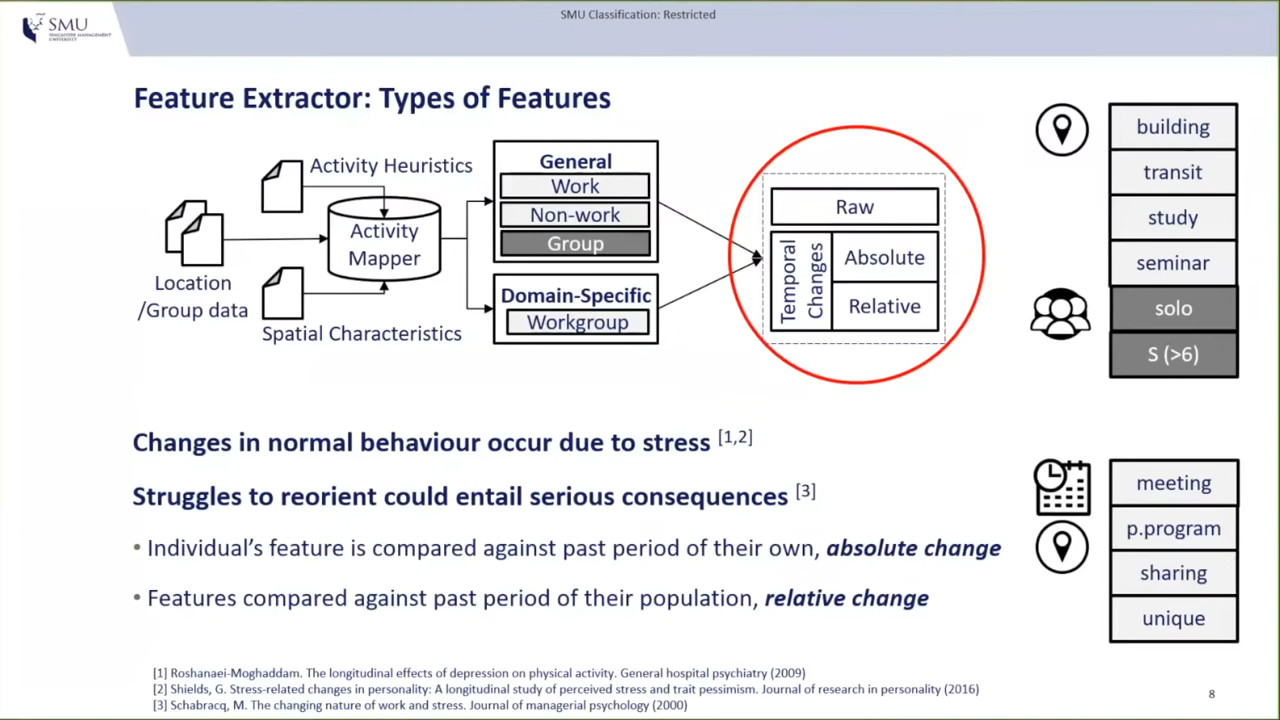 SMU Classification: Restricted
SMU
SINGAPORE MANAGEMENT
UNIVERSITY
Feature Extractor: Types of Features
Activity Heuristics
Location
/Group data
Spatial Characteristics
Activity
Mapper
General
Work
Non-work
Group
Domain-Specific
Workgroup
Raw
Temporal
Changes
Absolute
Relative
building
transit
study
seminar
solo
S (>6)
Changes in normal behaviour occur due to stress [1,2]
Struggles to reorient could entail serious consequences [3]
• Individual’s feature is compared against past period of their own, absolute change
• Features compared against past period of their population, relative change
meeting
p.program
sharing
unique
[1] Roshanaei-Moghaddam. The longitudinal effects of depression on physical activity. General hospital psychiatry (2009)
[2] Shields, G. Stress-related changes in personality: A longitudinal study of perceived stress and trait pessimism. Journal of research in personality (2016)
[3] Schabracq, M. The changing nature of work and stress. Journal of managerial psychology (2000)
8